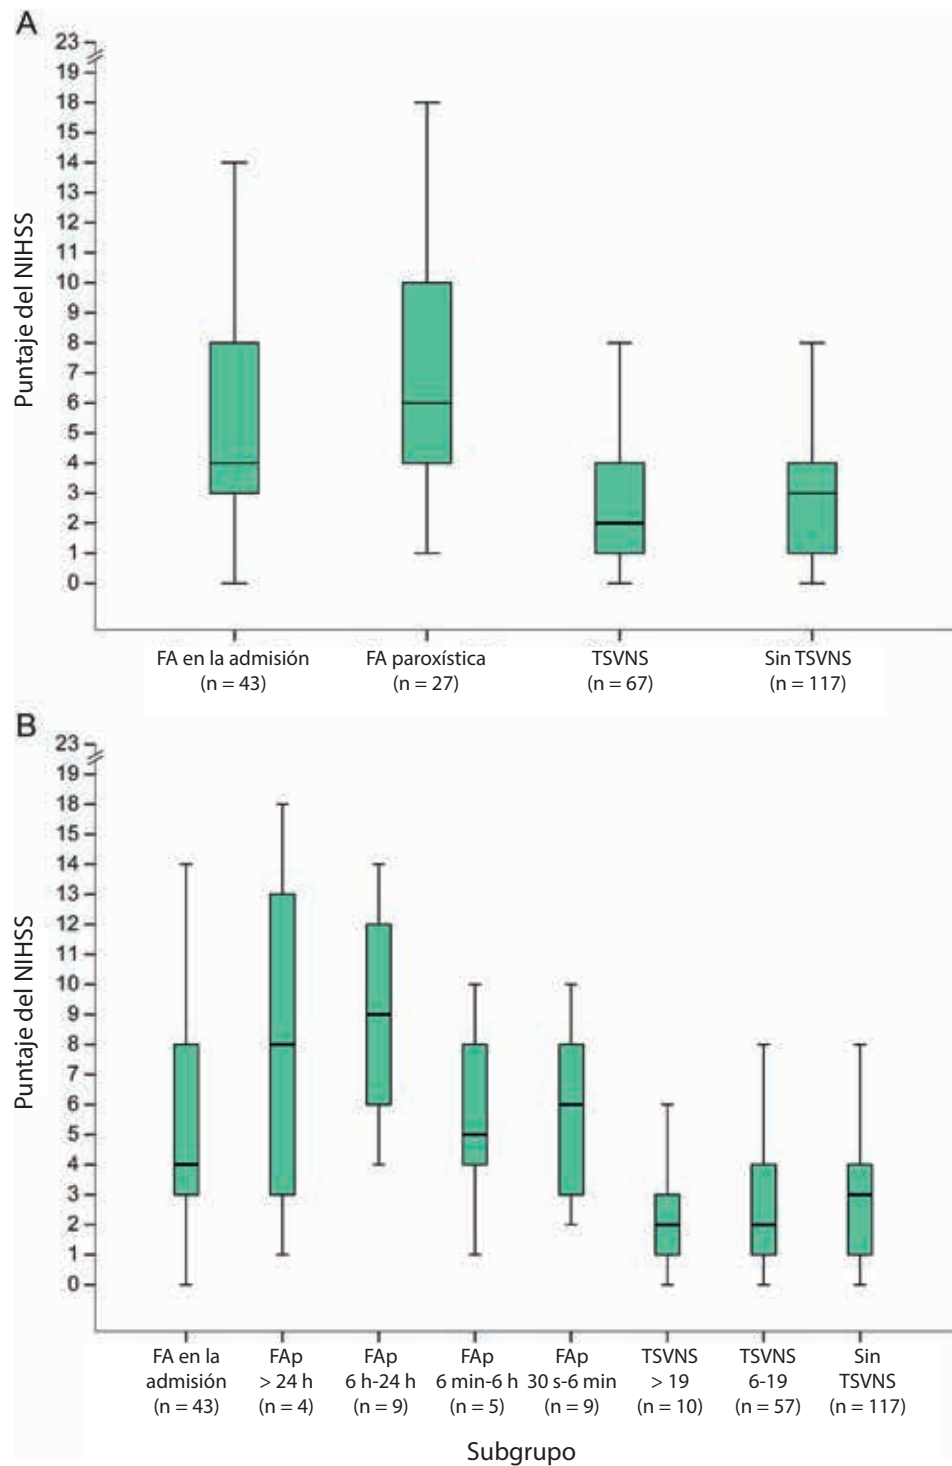 A
23
19
18
15
14
13
12
11
10
9
8
7
6
5
4
3
2
1
0
Puntaje del NIHSS
FA en la admisión
(n = 43)
FA paroxística
(n = 27)
TSVNS
(n = 67)
Sin TSVNS
(n = 117)
B
23
19
18
15
14
13
12
11
10
9
8
7
6
5
4
3
2
1
0
Puntaje del NIHSS
FA en la
admisión
(n = 43)
FAp
> 24 h
(n = 4)
FAp
6 h-24 h
(n = 9)
FAp
6 min-6 h
(n = 5)
FAp
30 s-6 min
(n = 9)
TSVNS
> 19
(n = 10)
TSVNS
6-19
(n = 57)
Sin
TSVNS
(n = 117)
Subgrupo